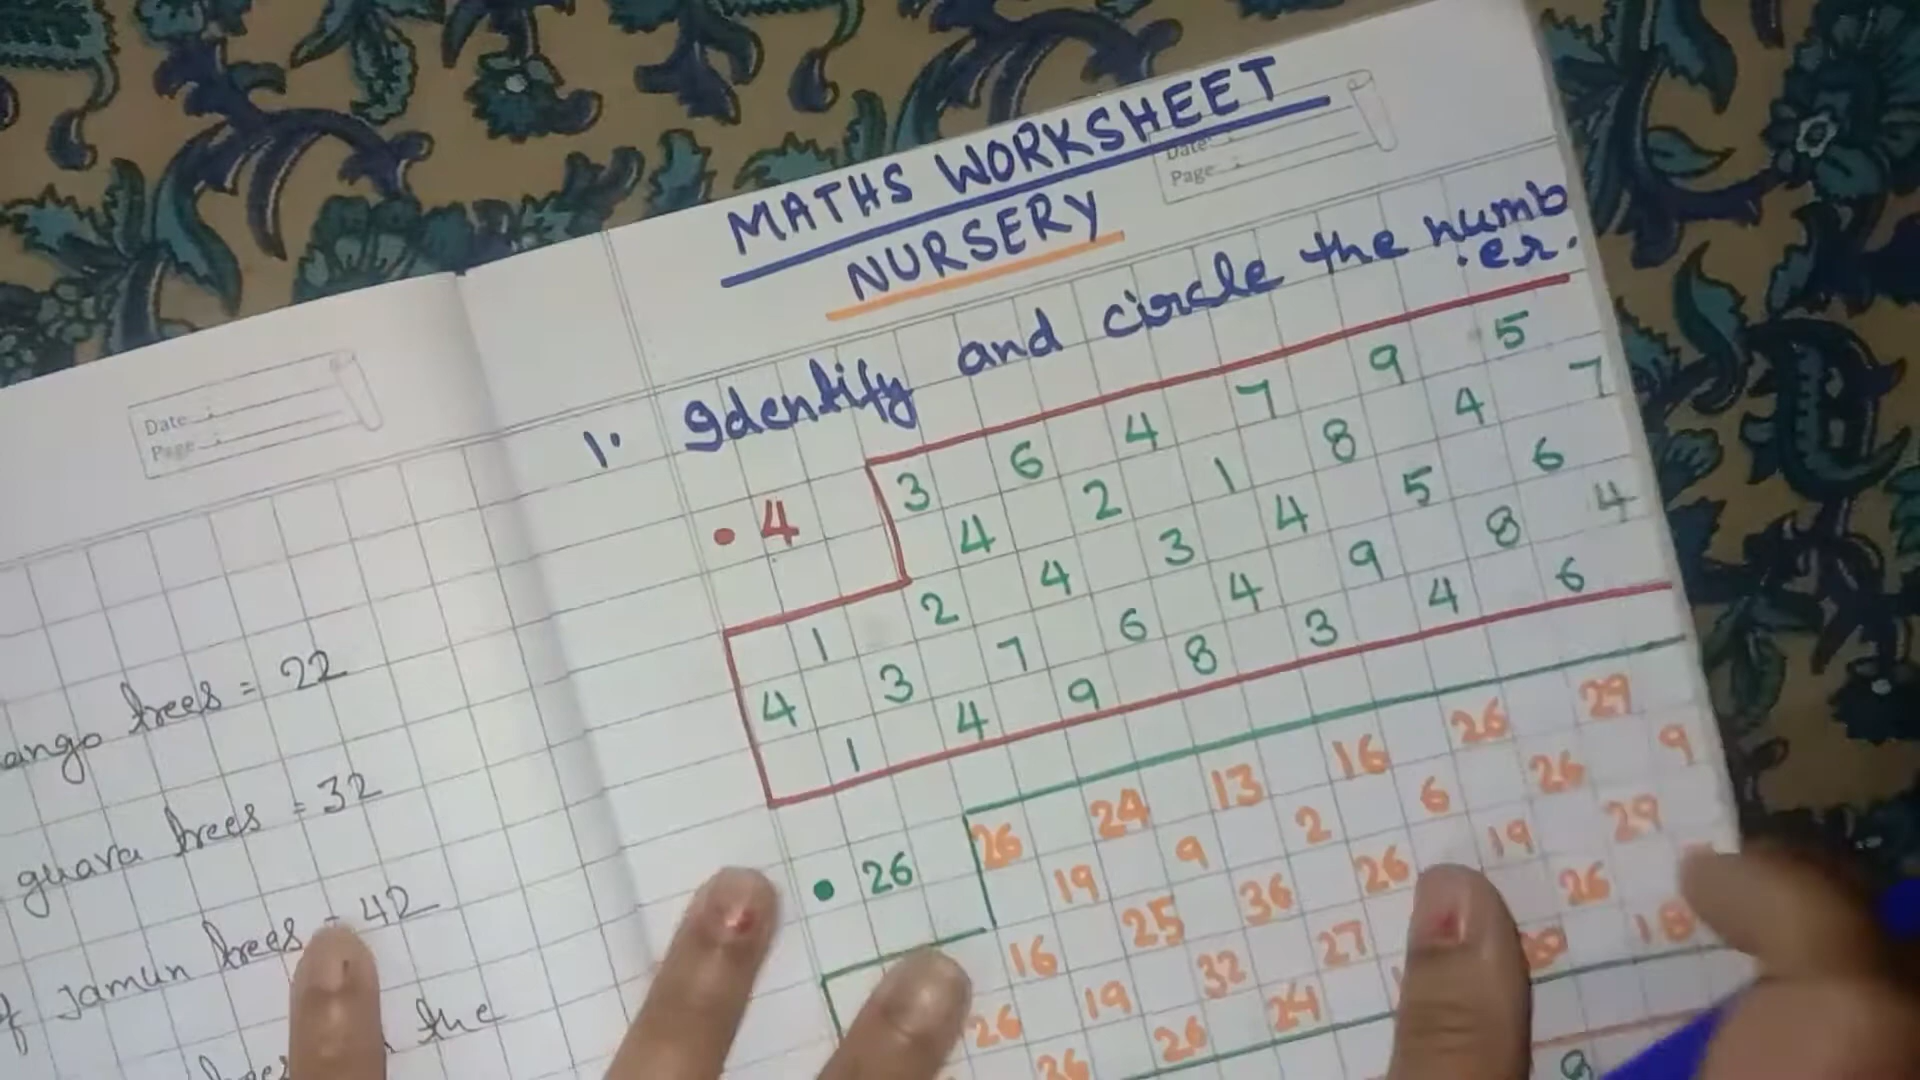 MATHS WORKSHEET
NURSERY
Date
Page
1. Identify and circle the numb
er.
• 4
3 6 4 7 9 5
4 2 1 8 4 7
1 2 4 3 4 5 6
4 3 7 6 4 9 8 4
1 4 9 8 3 4 6
• 26
26 24 13 16 26 29
19 9 2 6 26 9
16 25 36 26 19 29
26 19 32 27 26
26 26 24 18
Date
Page
ango trees = 22
guava trees = 32
f jamun trees = 42
the